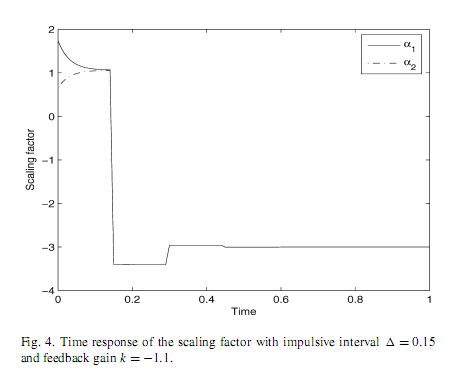 2
1
0
−1
−2
−3
−4
0
0.2
0.4
0.6
0.8
1
Scaling factor
Time
α1
α2
Fig. 4. Time response of the scaling factor with impulsive interval Δ = 0.15
and feedback gain k = −1.1.